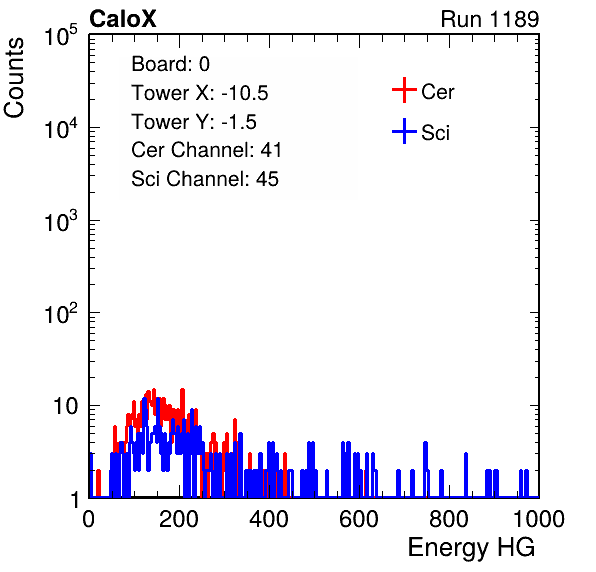 CaloX Run 1189
Counts
10^5
10^4
10^3
10^2
10
1
Board: 0
Tower X: -10.5
Tower Y: -1.5
Cer Channel: 41
Sci Channel: 45
Cer
Sci
0 200 400 600 800 1000
Energy HG